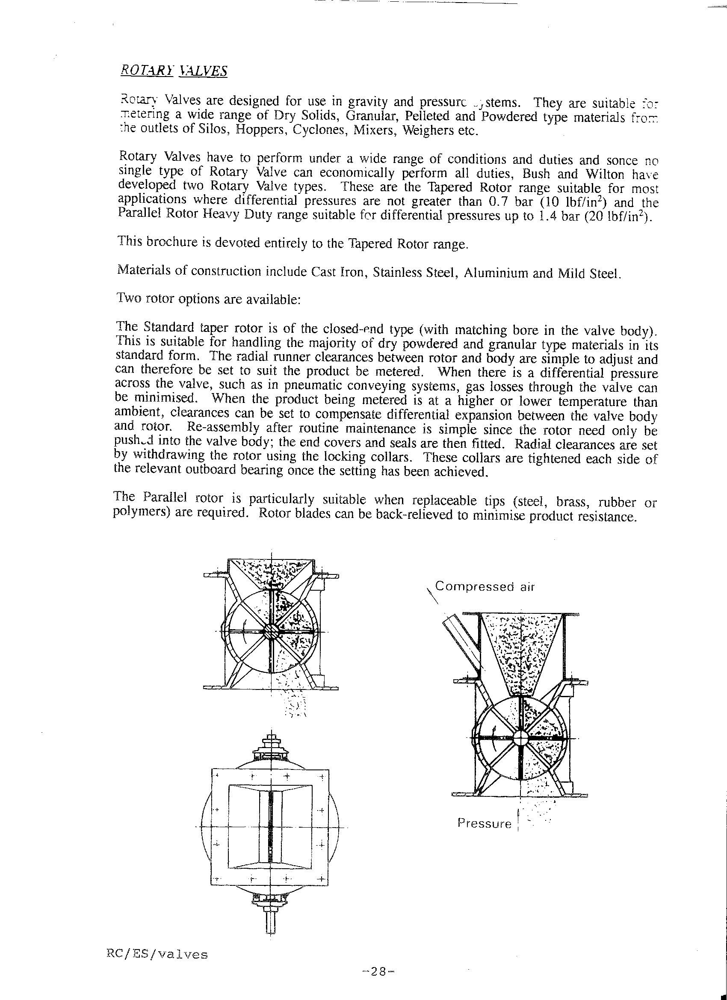 ROTARY VALVES
Rotary Valves are designed for use in gravity and pressure systems. They are suitable for
metering a wide range of Dry Solids, Granular, Pelleted and Powdered type materials from
the outlets of Silos, Hoppers, Cyclones, Mixers, Weighers etc.
Rotary Valves have to perform under a wide range of conditions and duties and sonce no
single type of Rotary Valve can economically perform all duties, Bush and Wilton have
developed two Rotary Valve types. These are the Tapered Rotor range suitable for most
applications where differential pressures are not greater than 0.7 bar (10 lbf/in²) and the
Parallel Rotor Heavy Duty range suitable for differential pressures up to 1.4 bar (20 lbf/in²).
This brochure is devoted entirely to the Tapered Rotor range.
Materials of construction include Cast Iron, Stainless Steel, Aluminium and Mild Steel.
Two rotor options are available:
The Standard taper rotor is of the closed-end type (with matching bore in the valve body).
This is suitable for handling the majority of dry powdered and granular type materials in its
standard form. The radial runner clearances between rotor and body are simple to adjust and
can therefore be set to suit the product be metered. When there is a differential pressure
across the valve, such as in pneumatic conveying systems, gas losses through the valve can
be minimised. When the product being metered is at a higher or lower temperature than
ambient, clearances can be set to compensate differential expansion between the valve body
and rotor. Re-assembly after routine maintenance is simple since the rotor need only be
pushed into the valve body; the end covers and seals are then fitted. Radial clearances are set
by withdrawing the rotor using the locking collars. These collars are tightened each side of
the relevant outboard bearing once the setting has been achieved.
The Parallel rotor is particularly suitable when replaceable tips (steel, brass, rubber or
polymers) are required. Rotor blades can be back-relieved to minimise product resistance.
Compressed air
Pressure
RC/ES/valves
-28-